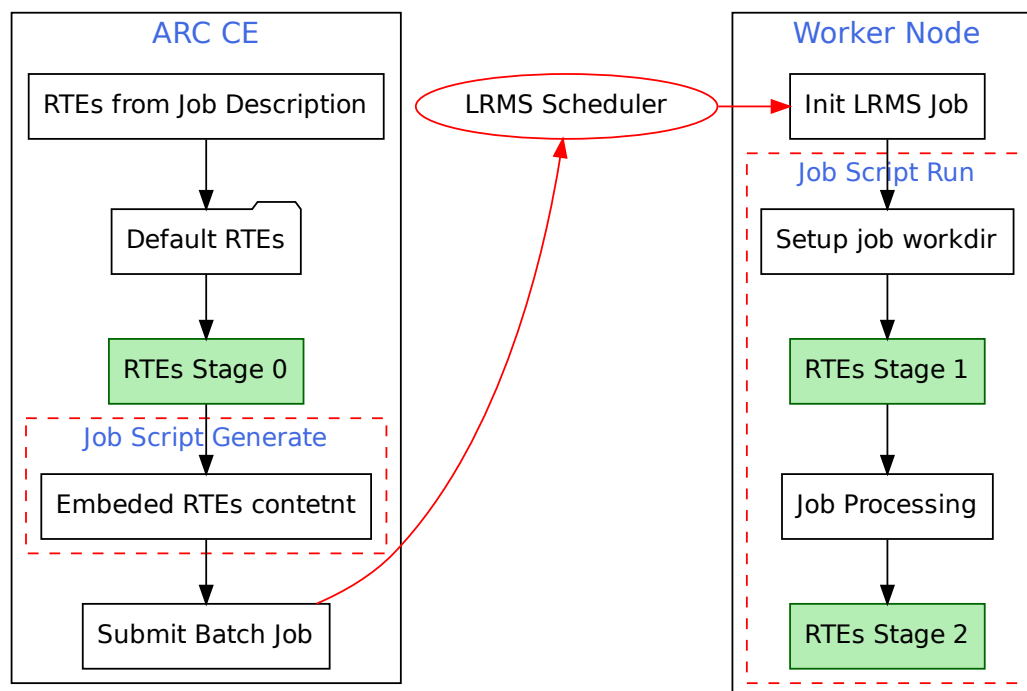 ARC CE
RTEs from Job Description
Default RTEs
RTEs Stage 0
Job Script Generate
Embeded RTEs contetnt
Submit Batch Job
LRMS Scheduler
Worker Node
Init LRMS Job
Job Script Run
Setup job workdir
RTEs Stage 1
Job Processing
RTEs Stage 2